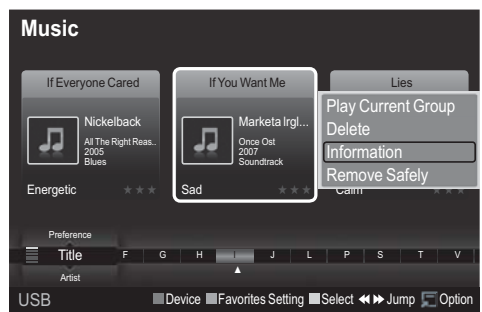 Music
If Everyone Cared
Nickelback
All The Right Reas..
2005
Blues
Energetic
If You Want Me
Marketa Irgl...
Once Ost
2007
Soundtrack
Sad
Lies
Calm
Play Current Group
Delete
Information
Remove Safely
Preference
Title
Artist
F G H I J L P S T V
USB
Device Favorites Setting Select Jump Option